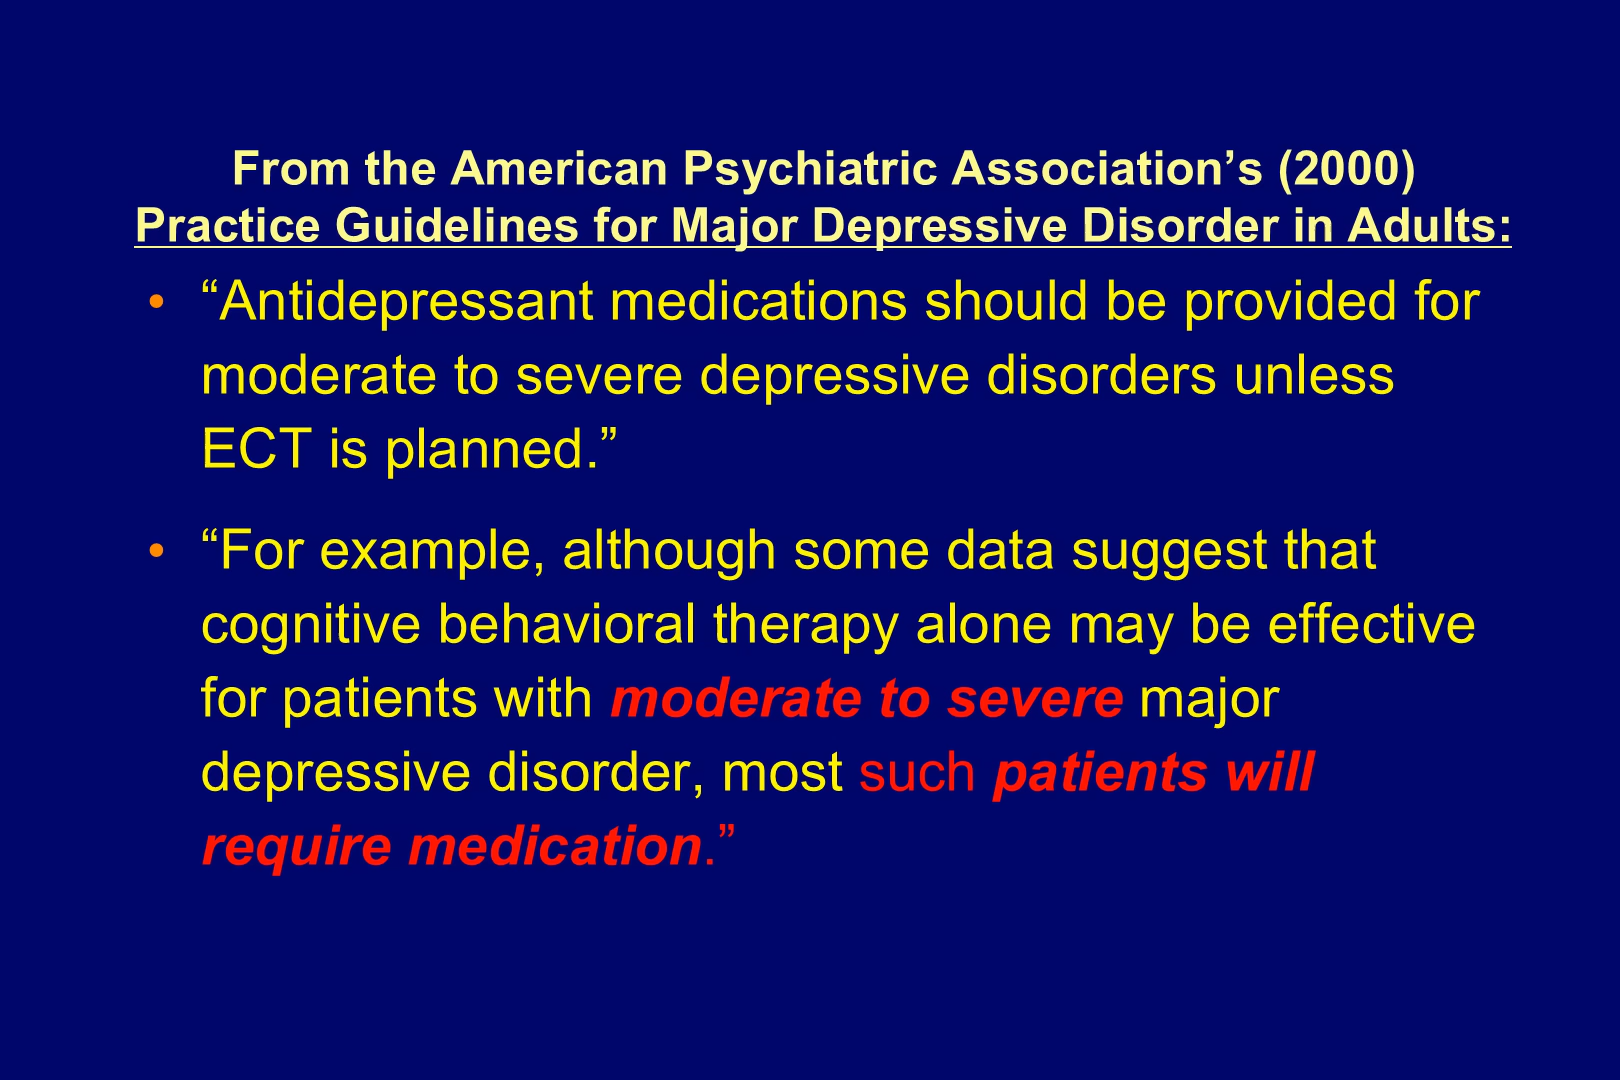 From the American Psychiatric Association’s (2000)
Practice Guidelines for Major Depressive Disorder in Adults:
• “Antidepressant medications should be provided for
moderate to severe depressive disorders unless
ECT is planned.”
• “For example, although some data suggest that
cognitive behavioral therapy alone may be effective
for patients with moderate to severe major
depressive disorder, most such patients will
require medication.”